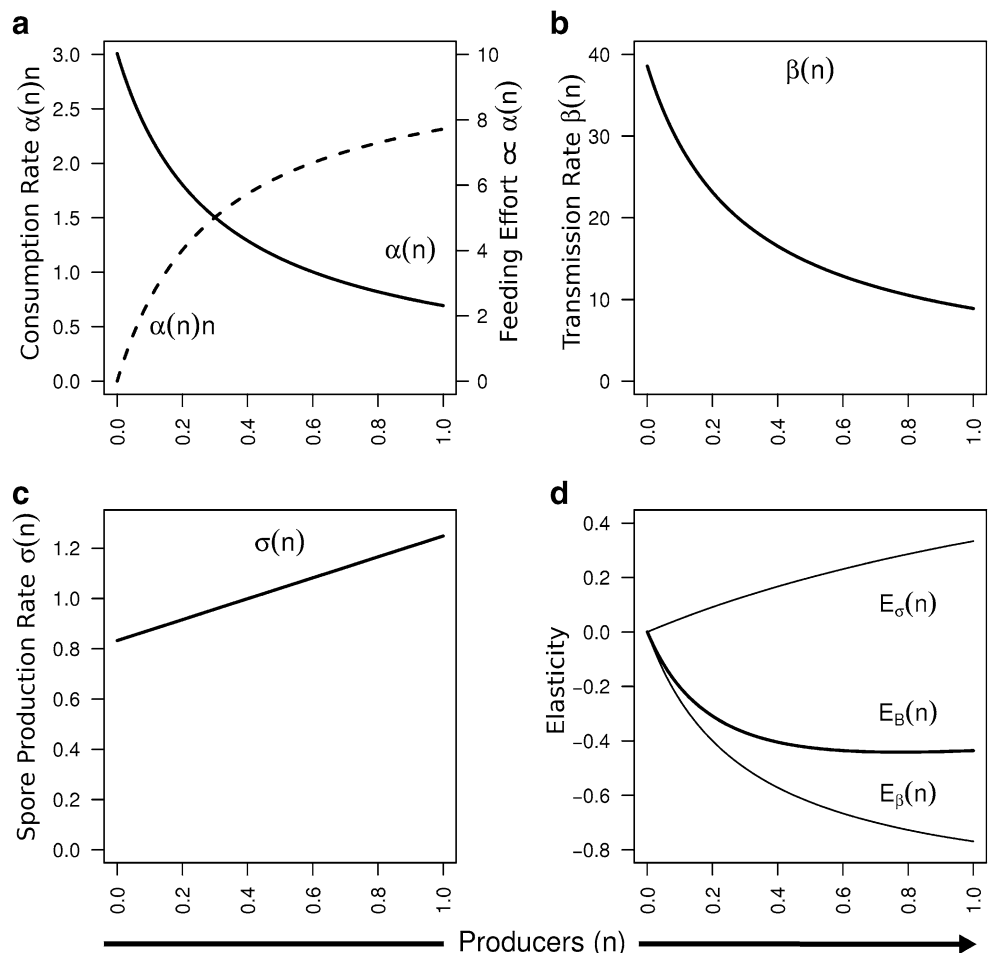 a
Consumption Rate α(n)n
3.0
2.5
2.0
1.5
1.0
0.5
0.0
10
8
6
4
2
0
Feeding Effort ∝ α(n)
α(n)
α(n)n
0.0 0.2 0.4 0.6 0.8 1.0
b
Transmission Rate β(n)
40
30
20
10
0
β(n)
0.0 0.2 0.4 0.6 0.8 1.0
c
Spore Production Rate σ(n)
1.2
1.0
0.8
0.6
0.4
0.2
0.0
σ(n)
0.0 0.2 0.4 0.6 0.8 1.0
d
Elasticity
0.4
0.2
0.0
−0.2
−0.4
−0.6
−0.8
Eσ(n)
EB(n)
Eβ(n)
0.0 0.2 0.4 0.6 0.8 1.0
Producers (n)